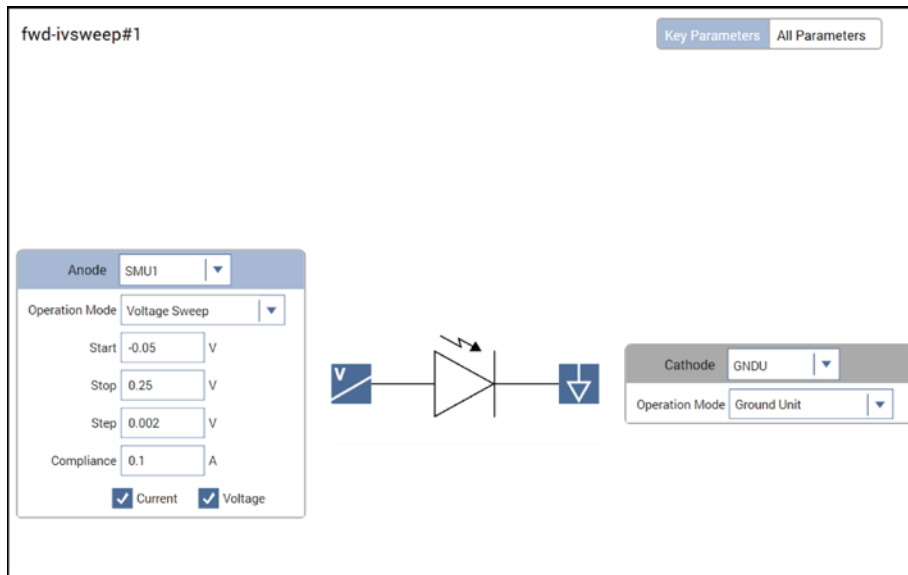 fwd-ivsweep#1
Key Parameters All Parameters
Anode SMU1
Operation Mode Voltage Sweep
Start -0.05 V
Stop 0.25 V
Step 0.002 V
Compliance 0.1 A
Current Voltage
V
Cathode GNDU
Operation Mode Ground Unit